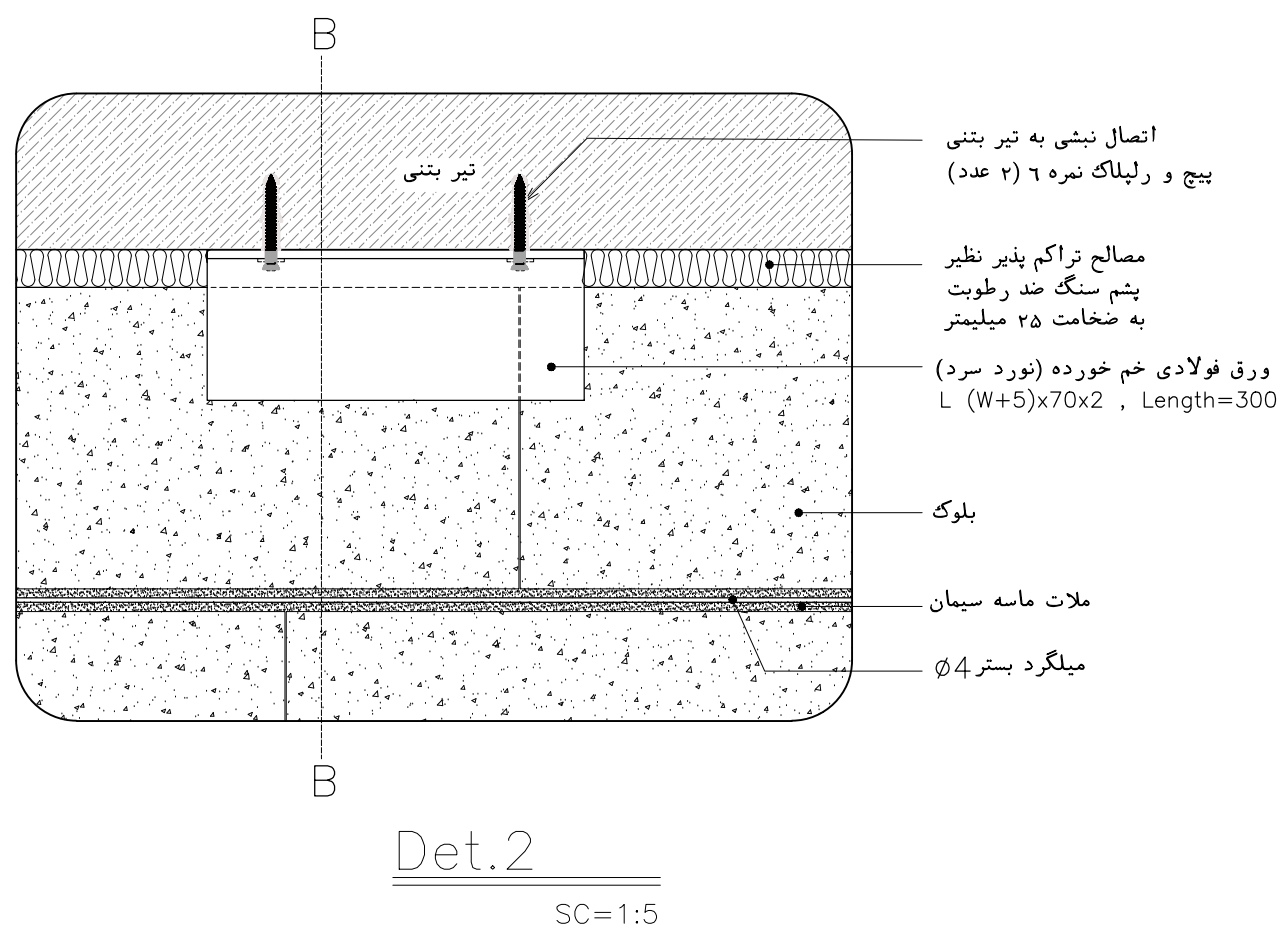 B
اتصال نبشی به تیر بتنی
پیچ و رلپلاک نمره ٦ (٢ عدد)
تیر بتنی
مصالح تراکم پذیر نظیر
پشم سنگ ضد رطوبت
به ضخامت ٢۵ میلیمتر
ورق فولادی خم خورده (نورد سرد)
L (W+5)x70x2 , Length=300
بلوک
ملات ماسه سیمان
میلگرد بستر Ø4
B
Det.2
SC=1:5